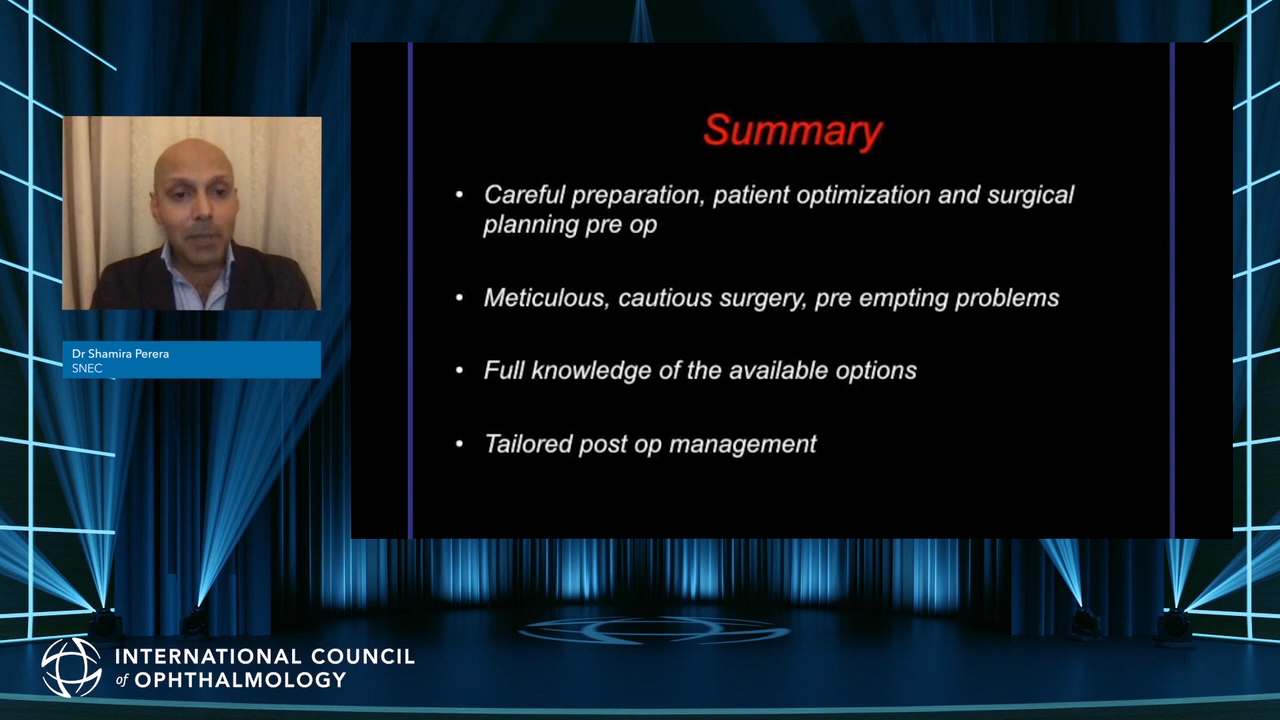 Summary
• Careful preparation, patient optimization and surgical
planning pre op
• Meticulous, cautious surgery, pre empting problems
• Full knowledge of the available options
• Tailored post op management
Dr Shamira Perera
SNEC
INTERNATIONAL COUNCIL
of OPHTHALMOLOGY